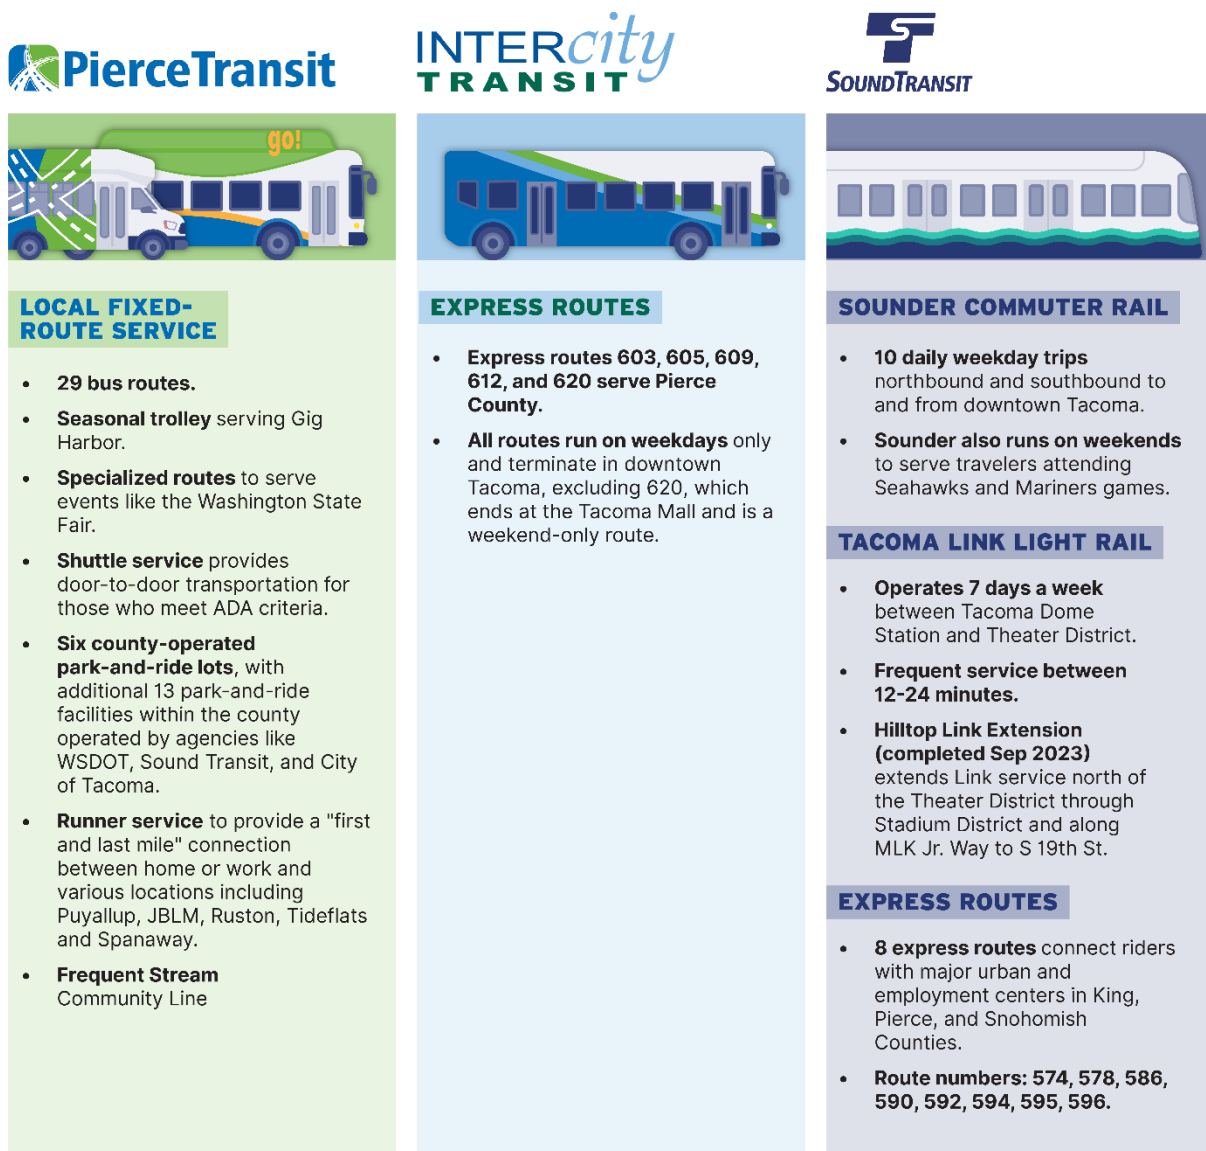 PierceTransit
INTERcity
TRANSIT
SOUNDTRANSIT
go!
LOCAL FIXED-
ROUTE SERVICE
• 29 bus routes.
• Seasonal trolley serving Gig
Harbor.
• Specialized routes to serve
events like the Washington State
Fair.
• Shuttle service provides
door-to-door transportation for
those who meet ADA criteria.
• Six county-operated
park-and-ride lots, with
additional 13 park-and-ride
facilities within the county
operated by agencies like
WSDOT, Sound Transit, and City
of Tacoma.
• Runner service to provide a "first
and last mile" connection
between home or work and
various locations including
Puyallup, JBLM, Ruston, Tideflats
and Spanaway.
• Frequent Stream
Community Line
EXPRESS ROUTES
• Express routes 603, 605, 609,
612, and 620 serve Pierce
County.
• All routes run on weekdays only
and terminate in downtown
Tacoma, excluding 620, which
ends at the Tacoma Mall and is a
weekend-only route.
SOUNDER COMMUTER RAIL
• 10 daily weekday trips
northbound and southbound to
and from downtown Tacoma.
• Sounder also runs on weekends
to serve travelers attending
Seahawks and Mariners games.
TACOMA LINK LIGHT RAIL
• Operates 7 days a week
between Tacoma Dome
Station and Theater District.
• Frequent service between
12-24 minutes.
• Hilltop Link Extension
(completed Sep 2023)
extends Link service north of
the Theater District through
Stadium District and along
MLK Jr. Way to S 19th St.
EXPRESS ROUTES
• 8 express routes connect riders
with major urban and
employment centers in King,
Pierce, and Snohomish
Counties.
• Route numbers: 574, 578, 586,
590, 592, 594, 595, 596.